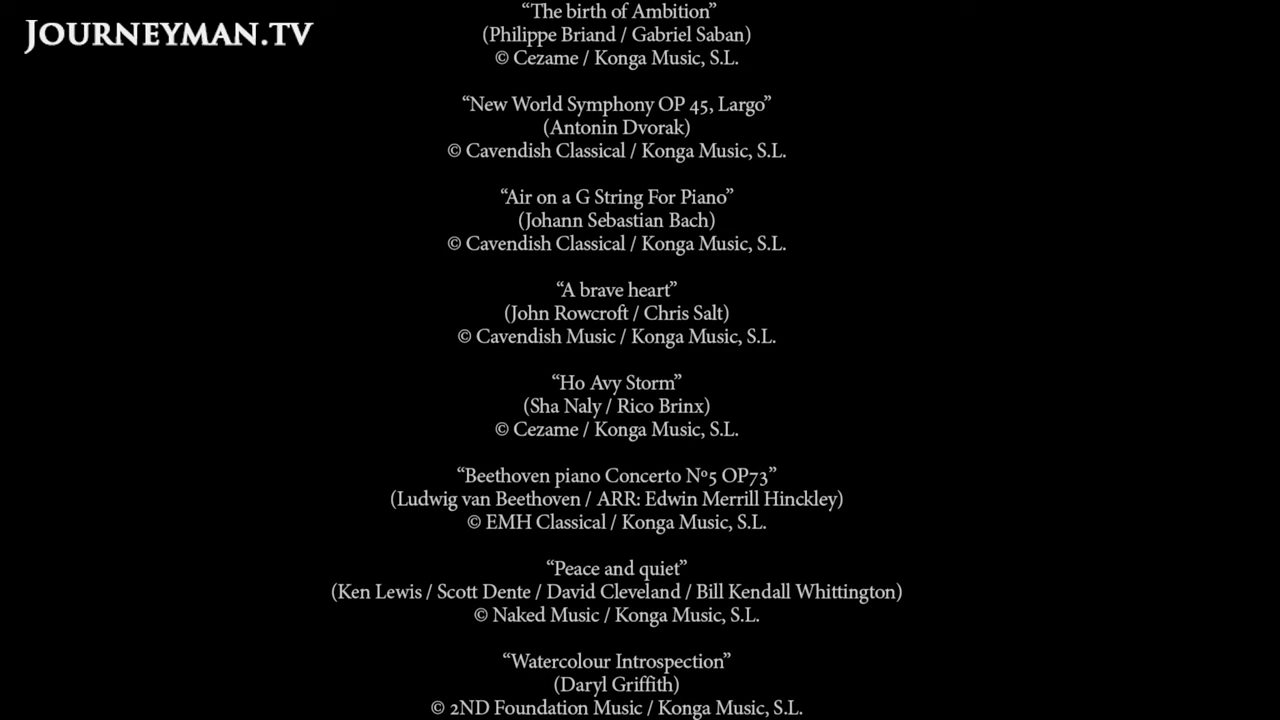 JOURNEYMAN.TV
“The birth of Ambition”
(Philippe Briand / Gabriel Saban)
© Cezame / Konga Music, S.L.
“New World Symphony OP 45, Largo”
(Antonin Dvorak)
© Cavendish Classical / Konga Music, S.L.
“Air on a G String For Piano”
(Johann Sebastian Bach)
© Cavendish Classical / Konga Music, S.L.
“A brave heart”
(John Rowcroft / Chris Salt)
© Cavendish Music / Konga Music, S.L.
“Ho Avy Storm”
(Sha Naly / Rico Brinx)
© Cezame / Konga Music, S.L.
“Beethoven piano Concerto Nº5 OP73”
(Ludwig van Beethoven / ARR: Edwin Merrill Hinckley)
© EMH Classical / Konga Music, S.L.
“Peace and quiet”
(Ken Lewis / Scott Dente / David Cleveland / Bill Kendall Whittington)
© Naked Music / Konga Music, S.L.
“Watercolour Introspection”
(Daryl Griffith)
© 2ND Foundation Music / Konga Music, S.L.